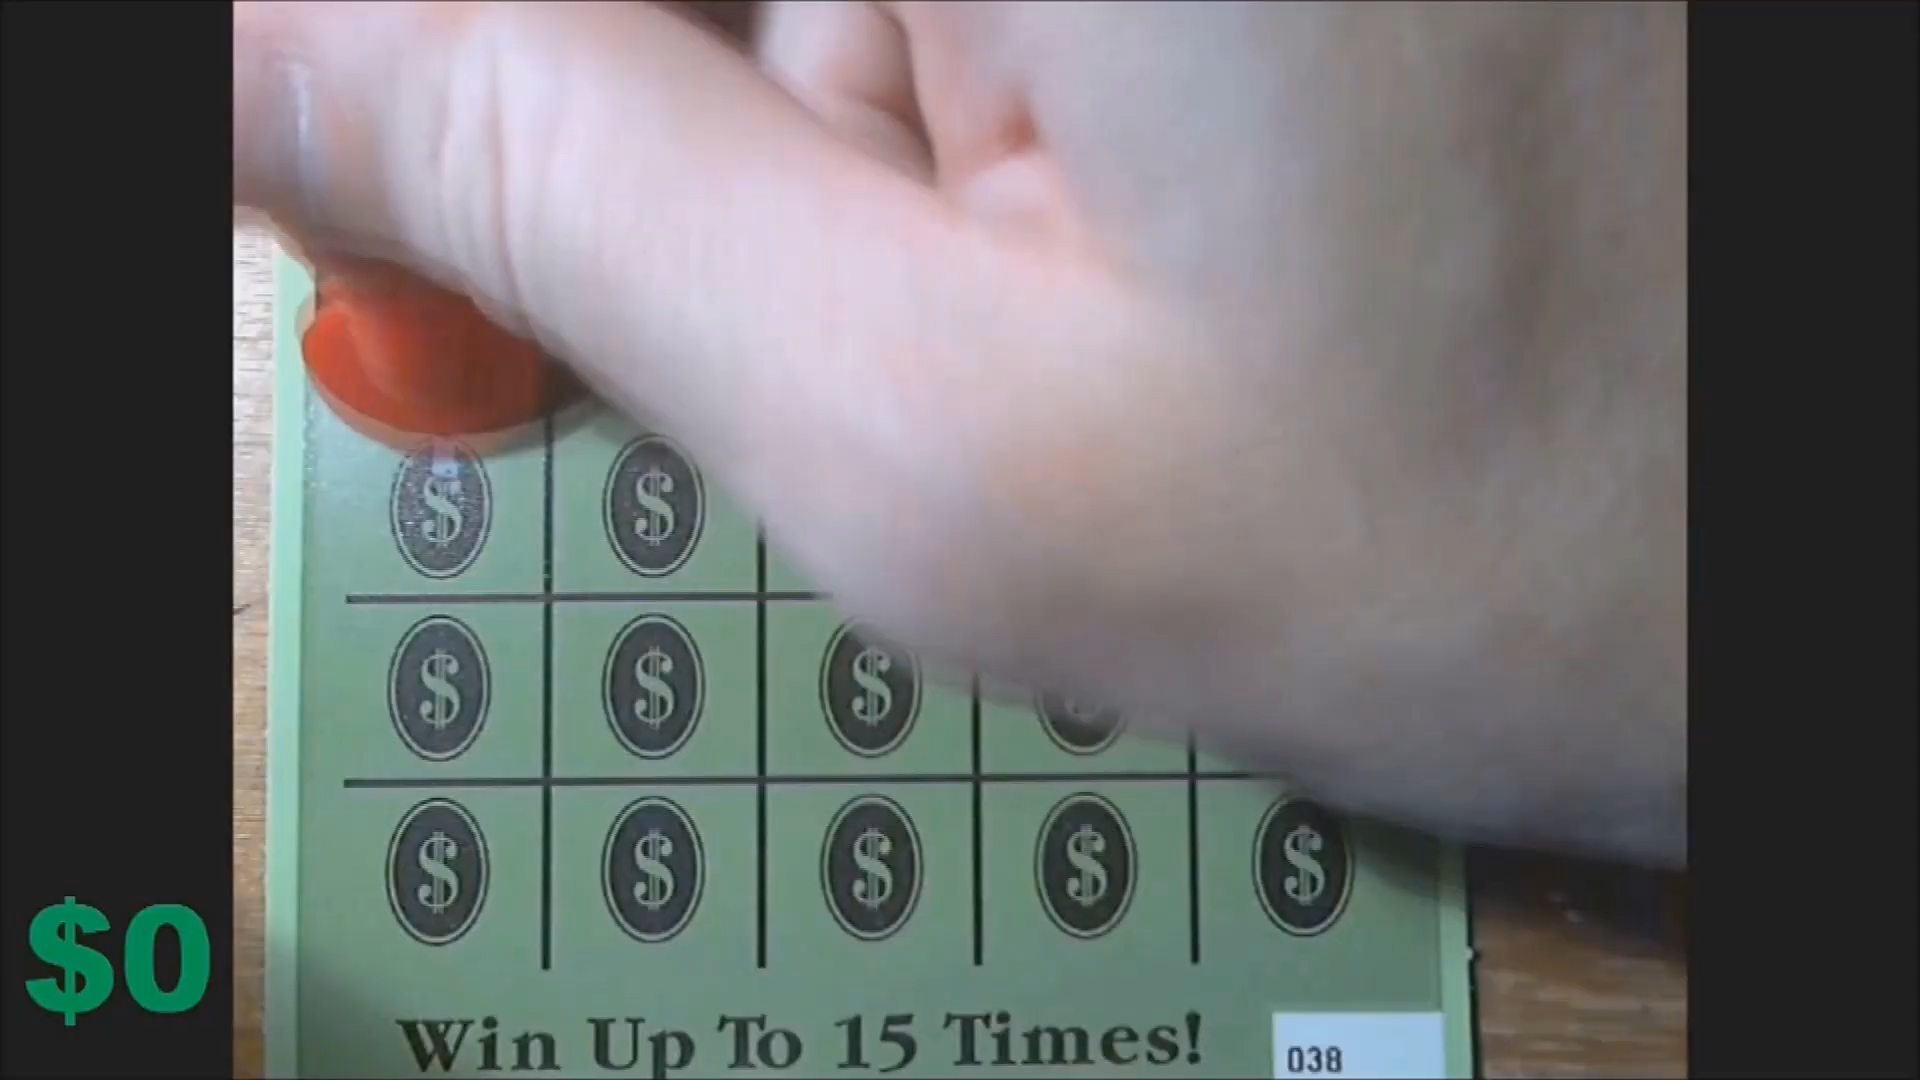 $ $
$ $ $ $
$ $ $ $ $
$0
Win Up To 15 Times!
038